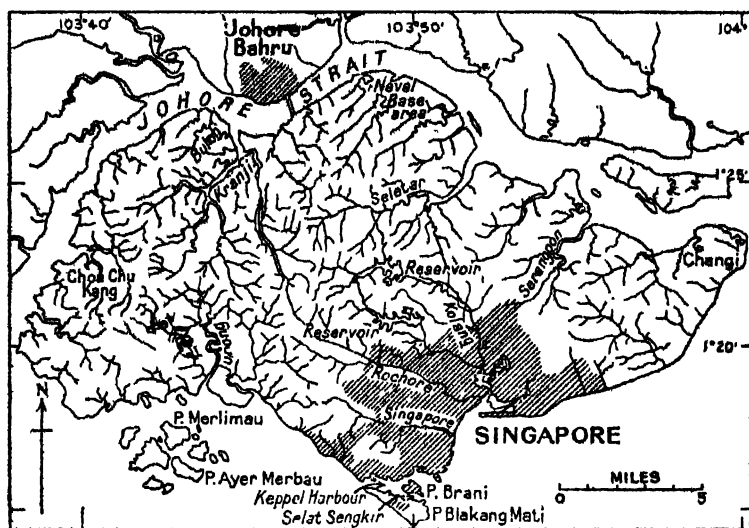 103°40'
103°50'
104°
Johore
Bahru
JOHORE STRAIT
Naval
Base
area
Kranji
1°25'
Seletar
Serangoon
Changi
Choa Chu
Kang
Reservoir
Kalang
Reservoir
1°20'
Rochore
Singapore
N
P. Merlimau
SINGAPORE
P. Ayer Merbau
MILES
0
5
Keppel Harbour
P. Brani
Selat Sengkir
P Blakang Mati